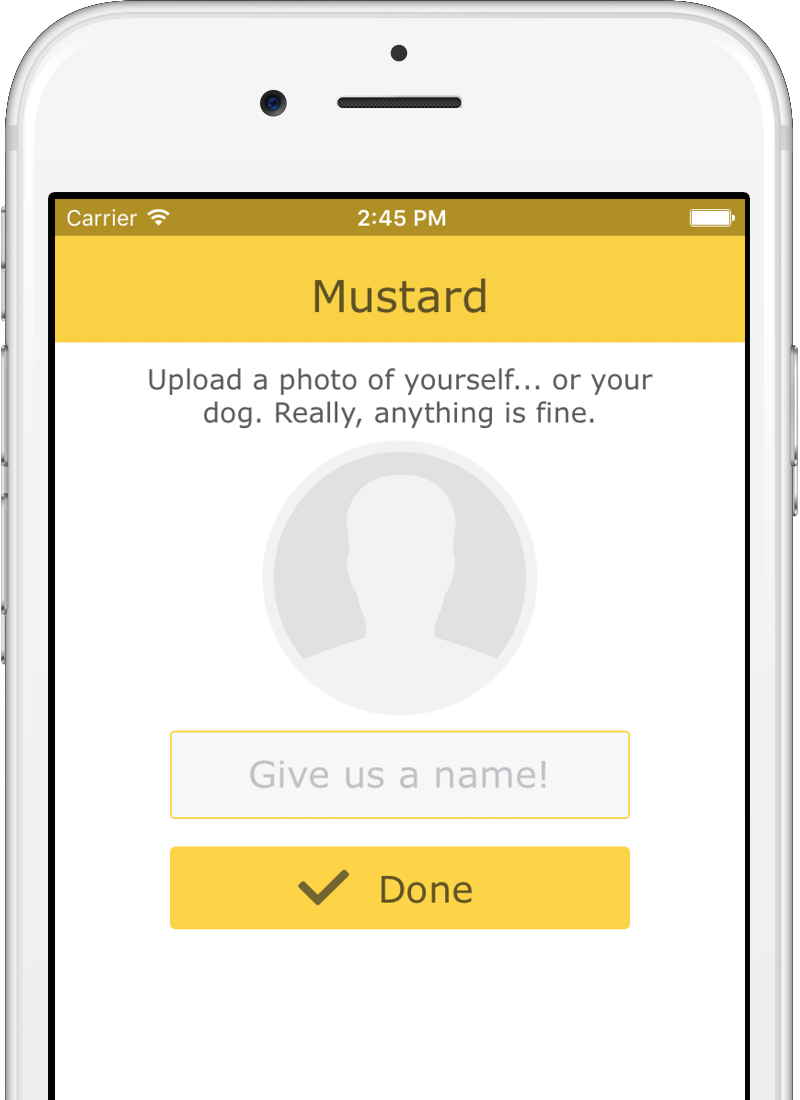 Carrier 2:45 PM
Mustard
Upload a photo of yourself... or your
dog. Really, anything is fine.
Give us a name!
Done